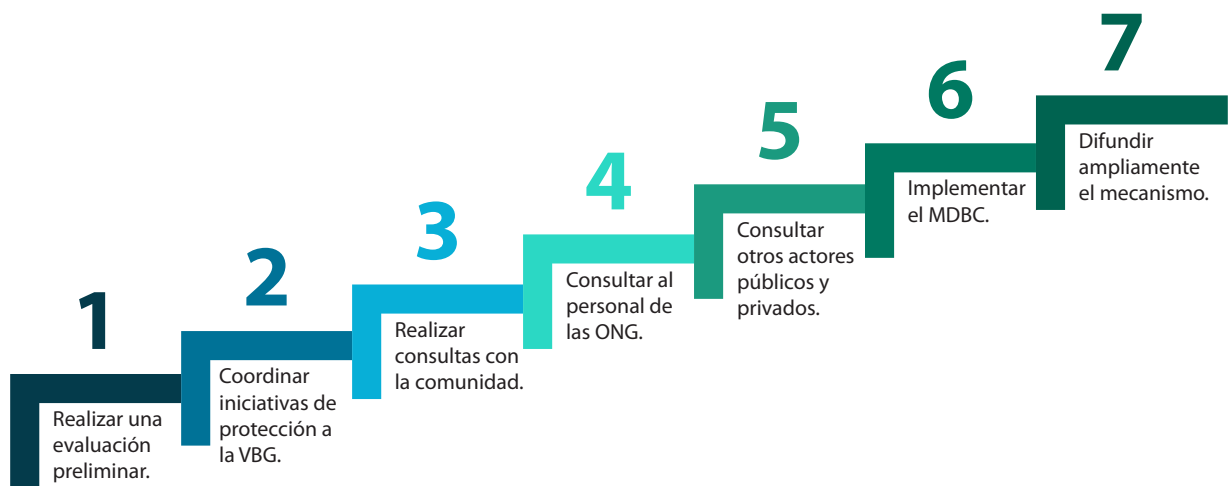 1
Realizar una
evaluación
preliminar.
2
Coordinar
iniciativas de
protección a
la VBG.
3
Realizar
consultas con
la comunidad.
4
Consultar al
personal de
las ONG.
5
Consultar
otros actores
públicos y
privados.
6
Implementar
el MDBC.
7
Difundir
ampliamente
el mecanismo.